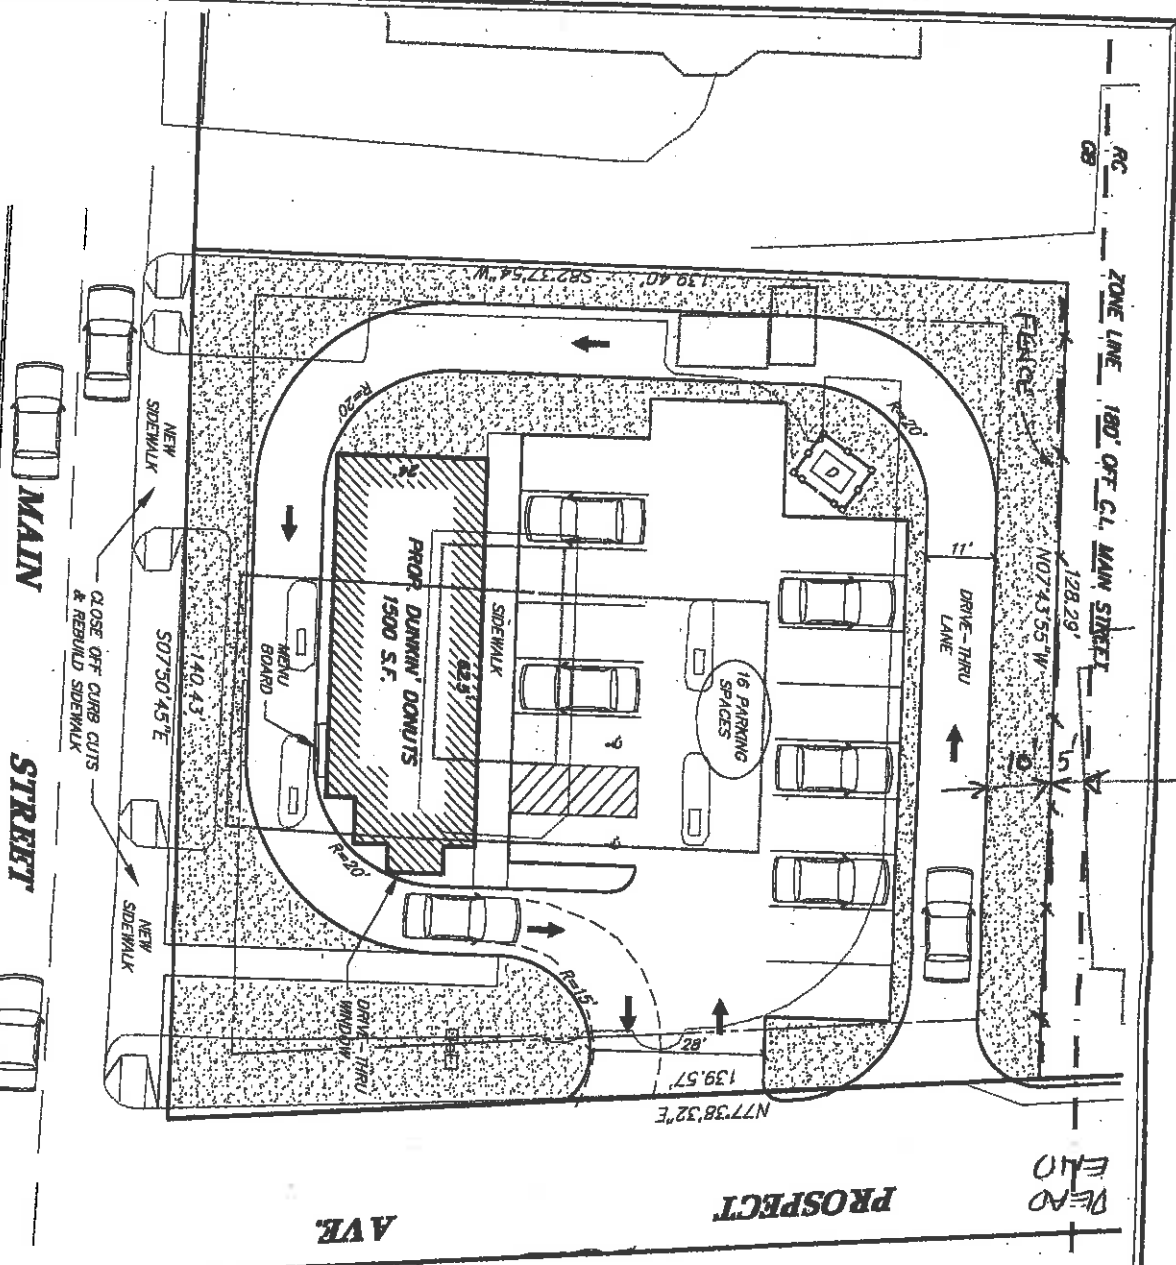 RC
GB
ZONE LINE 180' OFF C.L. MAIN STREET
FENCE
128.29'
N07°43'55"W
139.40' S82°37'54"W
R=20'
R=20'
D
11'
DRIVE-THRU
LANE
24'
PROP. DUNKIN' DONUTS
1500 S.F.
62.5'
SIDEWALK
16 PARKING
SPACES
MENU
BOARD
R=20'
R=15'
DRIVE-THRU
WINDOW
28'
139.57'
N77°38'32"E
10'
5'
140.43'
S07°50'45"E
NEW
SIDEWALK
CLOSE OFF CURB CUTS
& REBUILD SIDEWALK
NEW
SIDEWALK
MAIN STREET
PROSPECT AVE.
DEAD
END